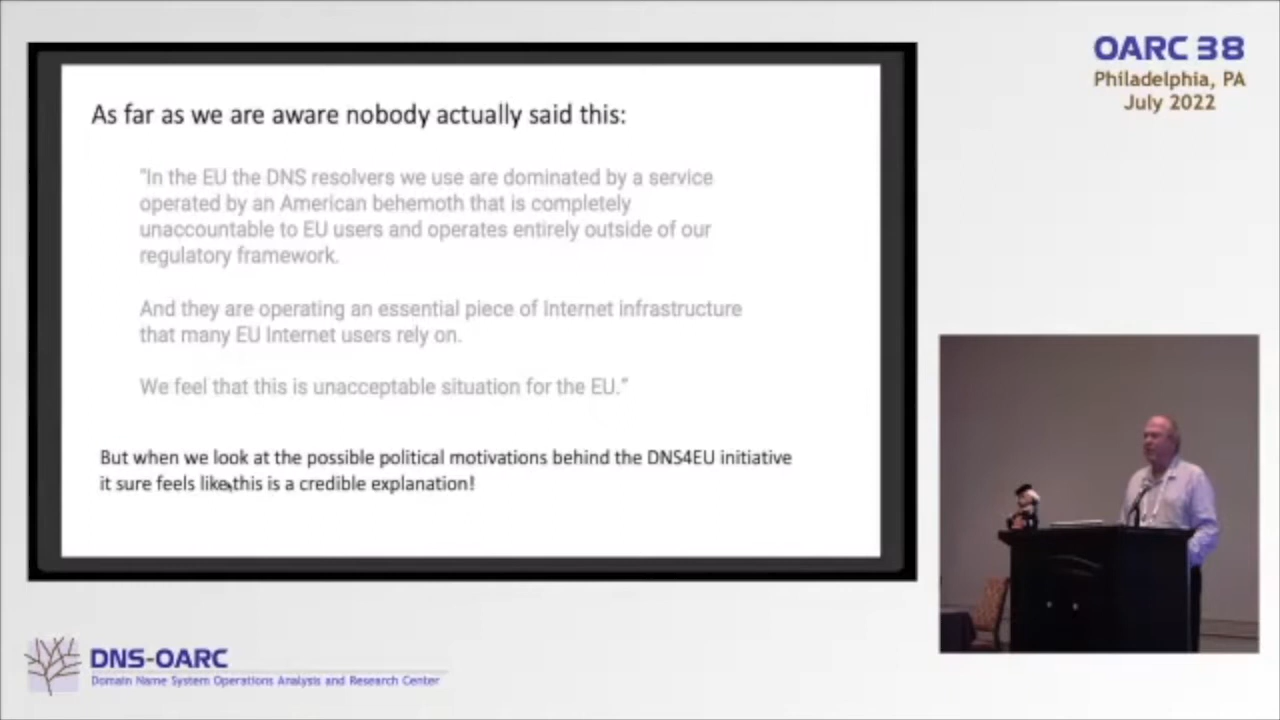 As far as we are aware nobody actually said this:
"In the EU the DNS resolvers we use are dominated by a service
operated by an American behemoth that is completely
unaccountable to EU users and operates entirely outside of our
regulatory framework.
And they are operating an essential piece of Internet infrastructure
that many EU Internet users rely on.
We feel that this is unacceptable situation for the EU."
But when we look at the possible political motivations behind the DNS4EU initiative
it sure feels like this is a credible explanation!
OARC 38
Philadelphia, PA
July 2022
DNS-OARC
Domain Name System Operations Analysis and Research Center